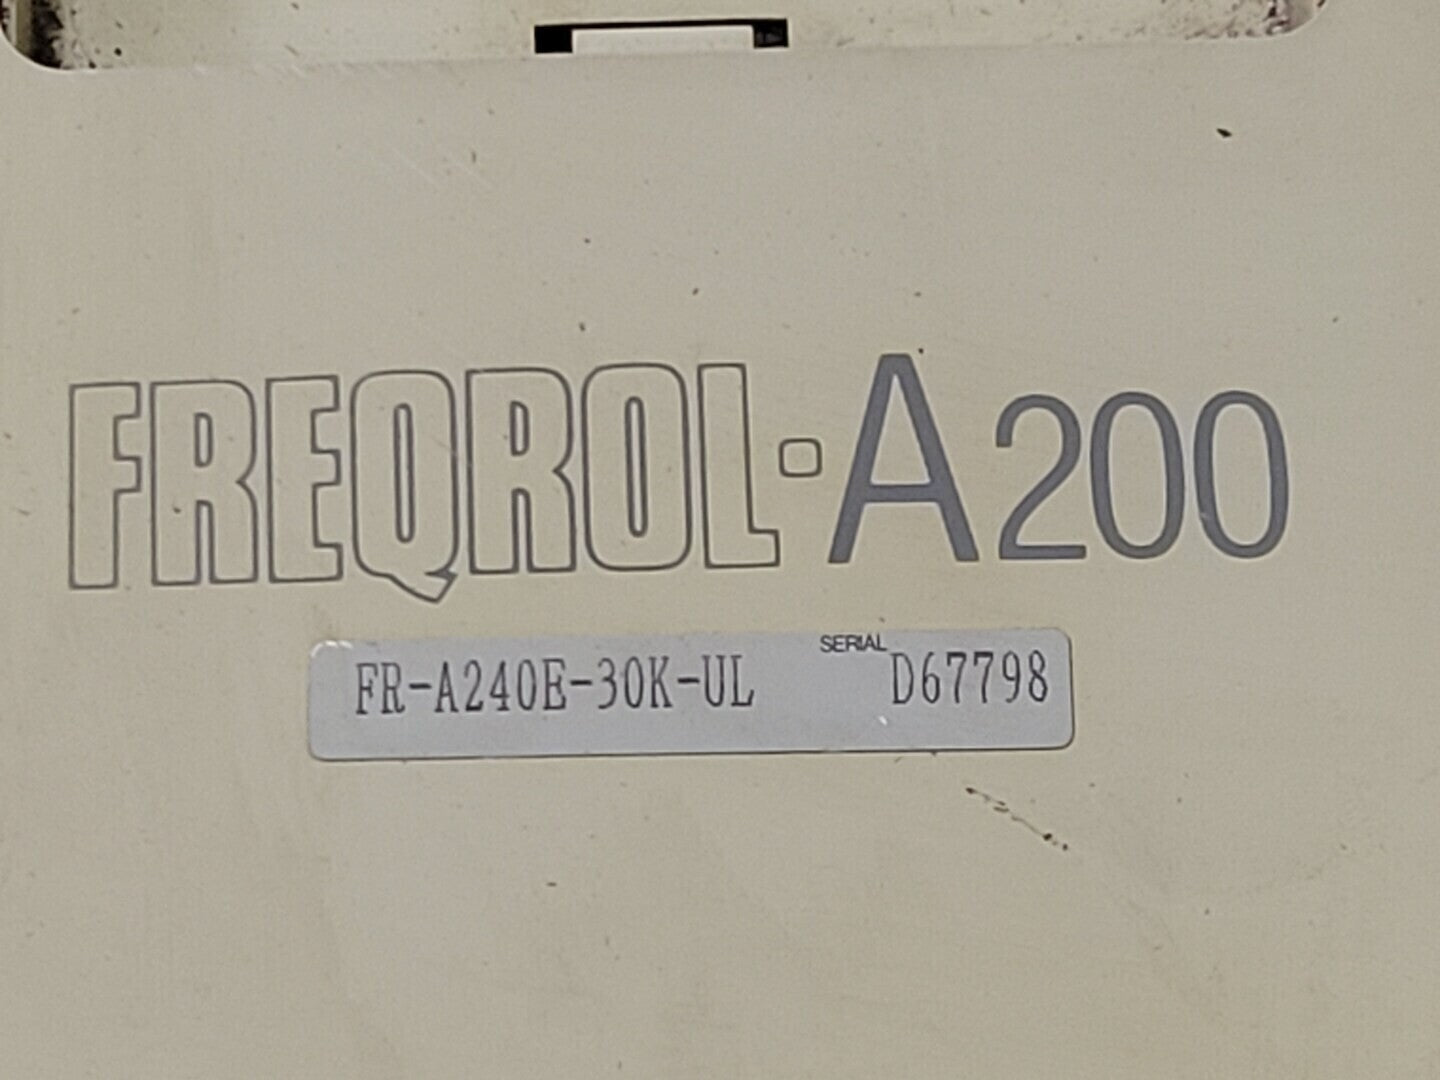 FREQROL-A200
FR-A240E-30K-UL SERIAL D67798